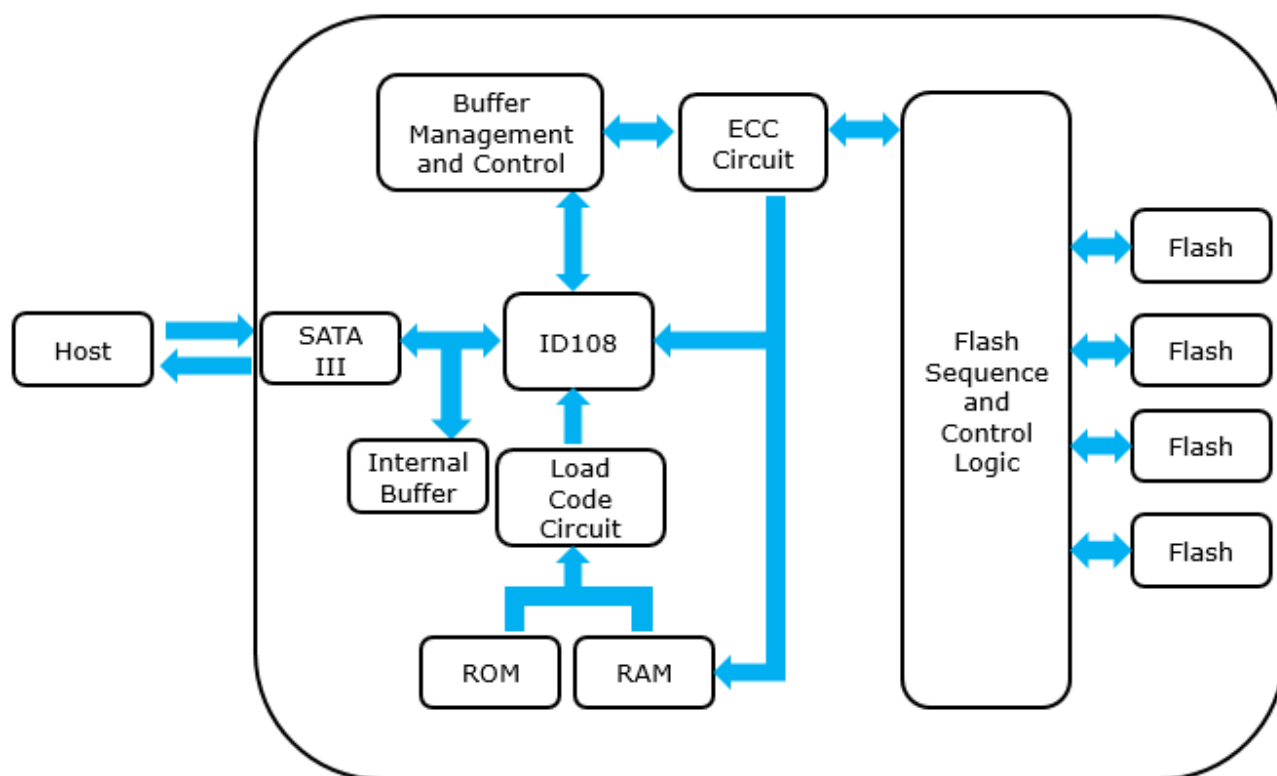 Buffer
Management
and Control
ECC
Circuit
Flash
Host
SATA
III
ID108
Flash
Sequence
and
Control
Logic
Flash
Internal
Buffer
Load
Code
Circuit
Flash
ROM
RAM
Flash